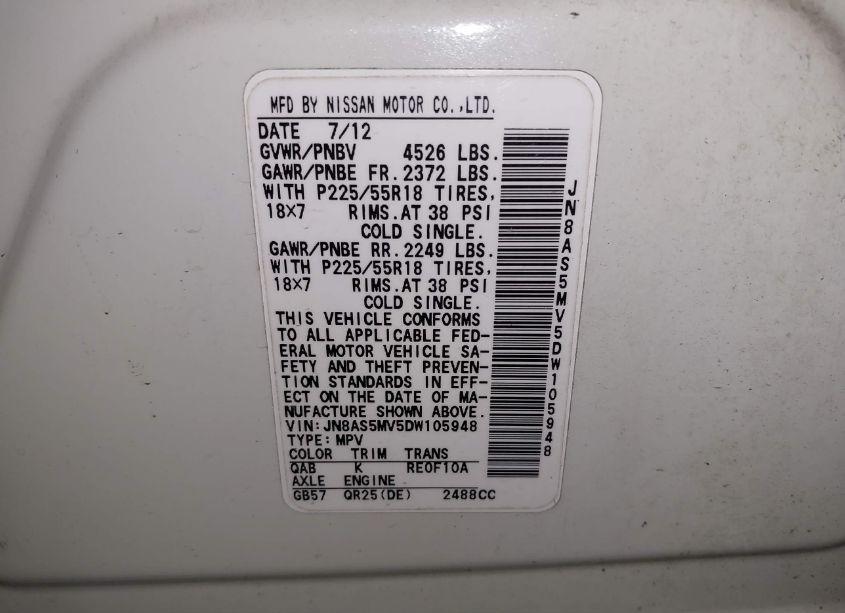 MFD BY NISSAN MOTOR CO.,LTD.
DATE 7/12
GVWR/PNBV 4526 LBS.
GAWR/PNBE FR.2372 LBS.
WITH P225/55R18 TIRES,
18×7 RIMS.AT 38 PSI
COLD SINGLE.
GAWR/PNBE RR.2249 LBS.
WITH P225/55R18 TIRES,
18×7 RIMS.AT 38 PSI
COLD SINGLE.
THIS VEHICLE CONFORMS
TO ALL APPLICABLE FED-
ERAL MOTOR VEHICLE SA-
FETY AND THEFT PREVEN-
TION STANDARDS IN EFF-
ECT ON THE DATE OF MA-
NUFACTURE SHOWN ABOVE.
VIN:JN8AS5MV5DW105948
TYPE:MPV
COLOR TRIM TRANS
QAB K RE0F10A
AXLE ENGINE
GB57 QR25(DE) 2488CC
JN8AS5MV5DW105948